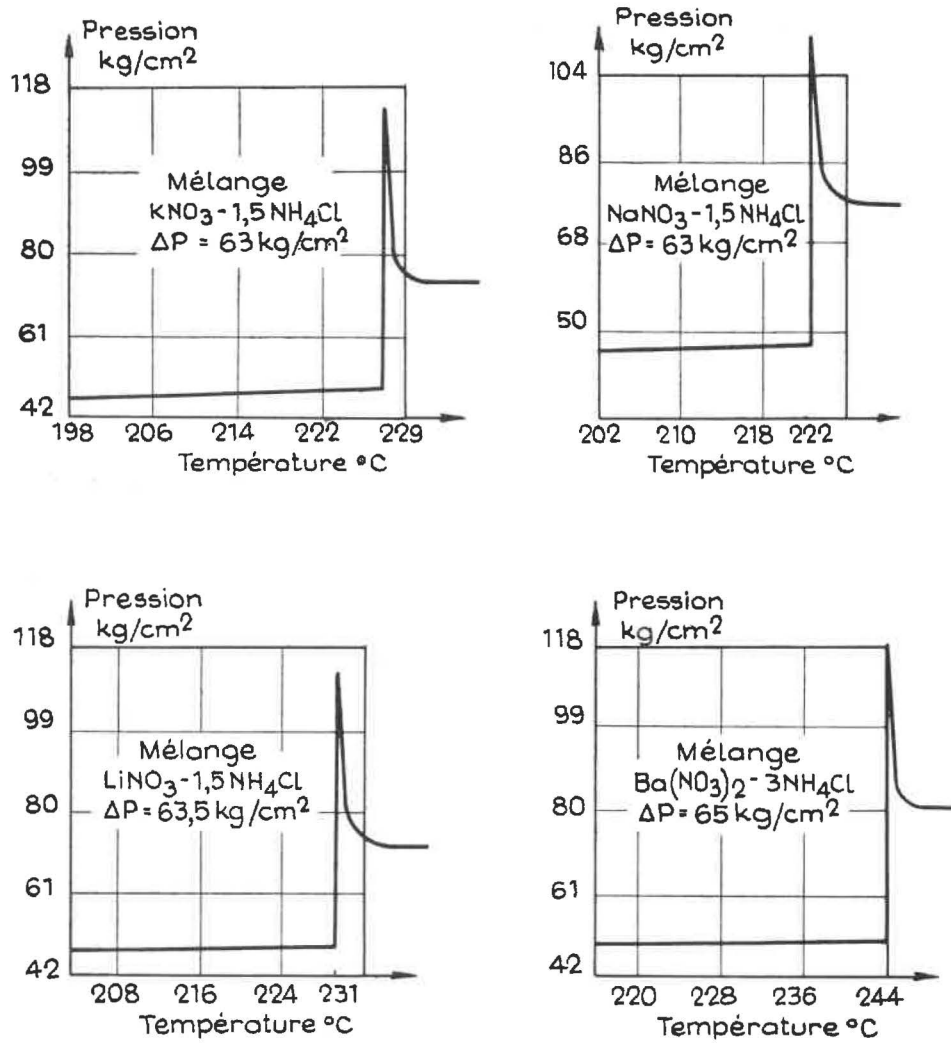 Pression
kg/cm²
118
99
80
61
42
Mélange
KNO₃-1,5 NH₄Cl
ΔP = 63 kg/cm²
198 206 214 222 229
Température °C
Pression
kg/cm²
104
86
68
50
Mélange
NaNO₃-1,5 NH₄Cl
ΔP = 63 kg/cm²
202 210 218 222
Température °C
Pression
kg/cm²
118
99
80
61
42
Mélange
LiNO₃-1,5 NH₄Cl
ΔP = 63,5 kg/cm²
208 216 224 231
Température °C
Pression
kg/cm²
118
99
80
61
42
Mélange
Ba(NO₃)₂-3NH₄Cl
ΔP = 65 kg/cm²
220 228 236 244
Température °C